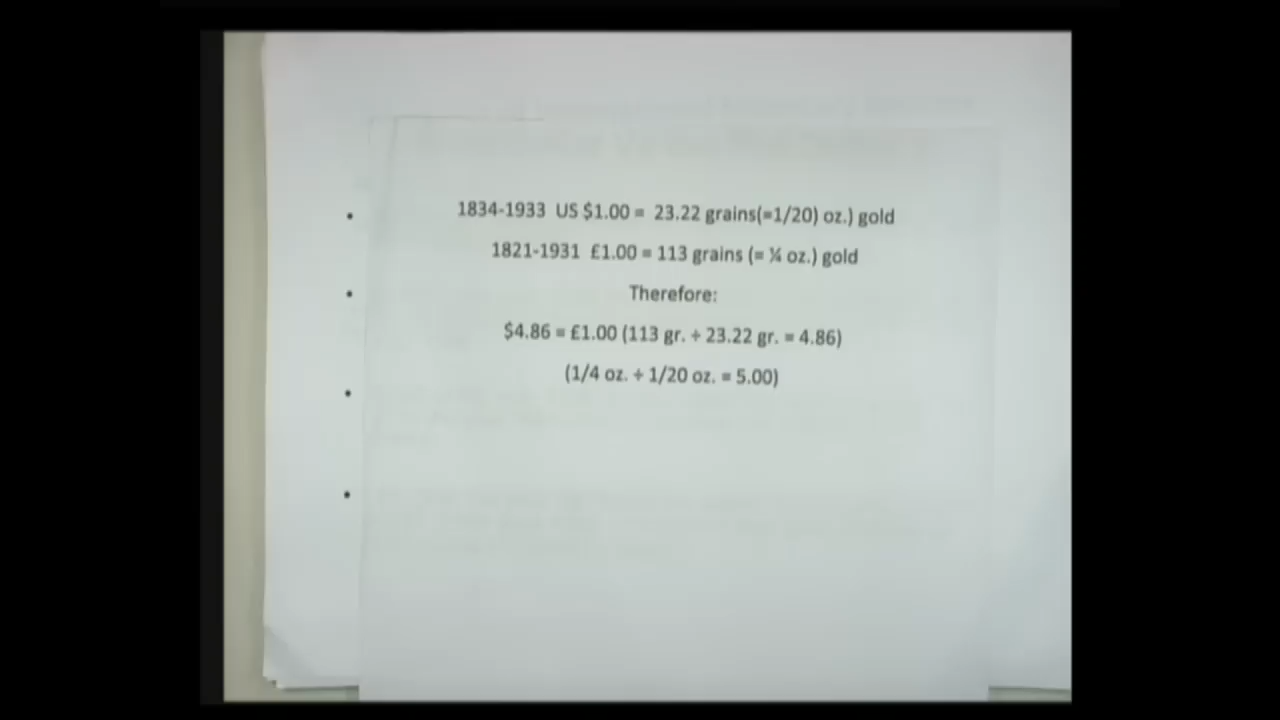 1834-1933 US $1.00 = 23.22 grains(=1/20) oz.) gold
1821-1931 £1.00 = 113 grains (= ¼ oz.) gold
Therefore:
$4.86 = £1.00 (113 gr. ÷ 23.22 gr. = 4.86)
(1/4 oz. ÷ 1/20 oz. = 5.00)